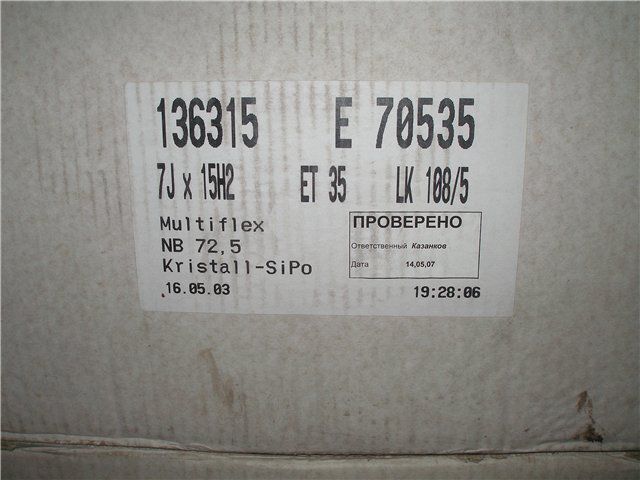 136315 E 70535
7J x 15H2 ET 35 LK 108/5
Multiflex
NB 72,5
Kristall-SiPo
16.05.03 19:28:06
ПРОВЕРЕНО
Ответственный Казанков
Дата 14,05,07